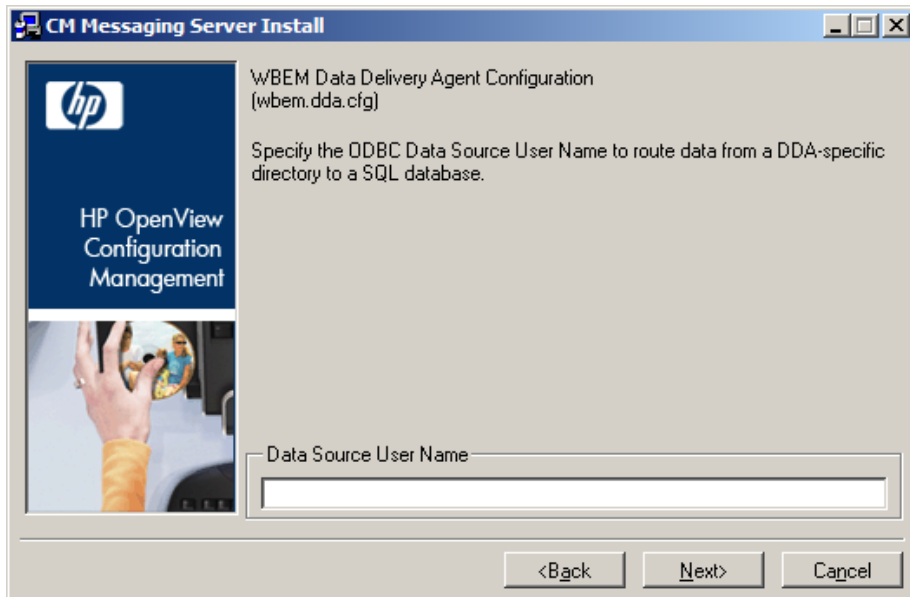 CM Messaging Server Install
hp
HP OpenView
Configuration
Management
WBEM Data Delivery Agent Configuration
(wbem.dda.cfg)
Specify the ODBC Data Source User Name to route data from a DDA-specific
directory to a SQL database.
Data Source User Name
<Back
Next>
Cancel